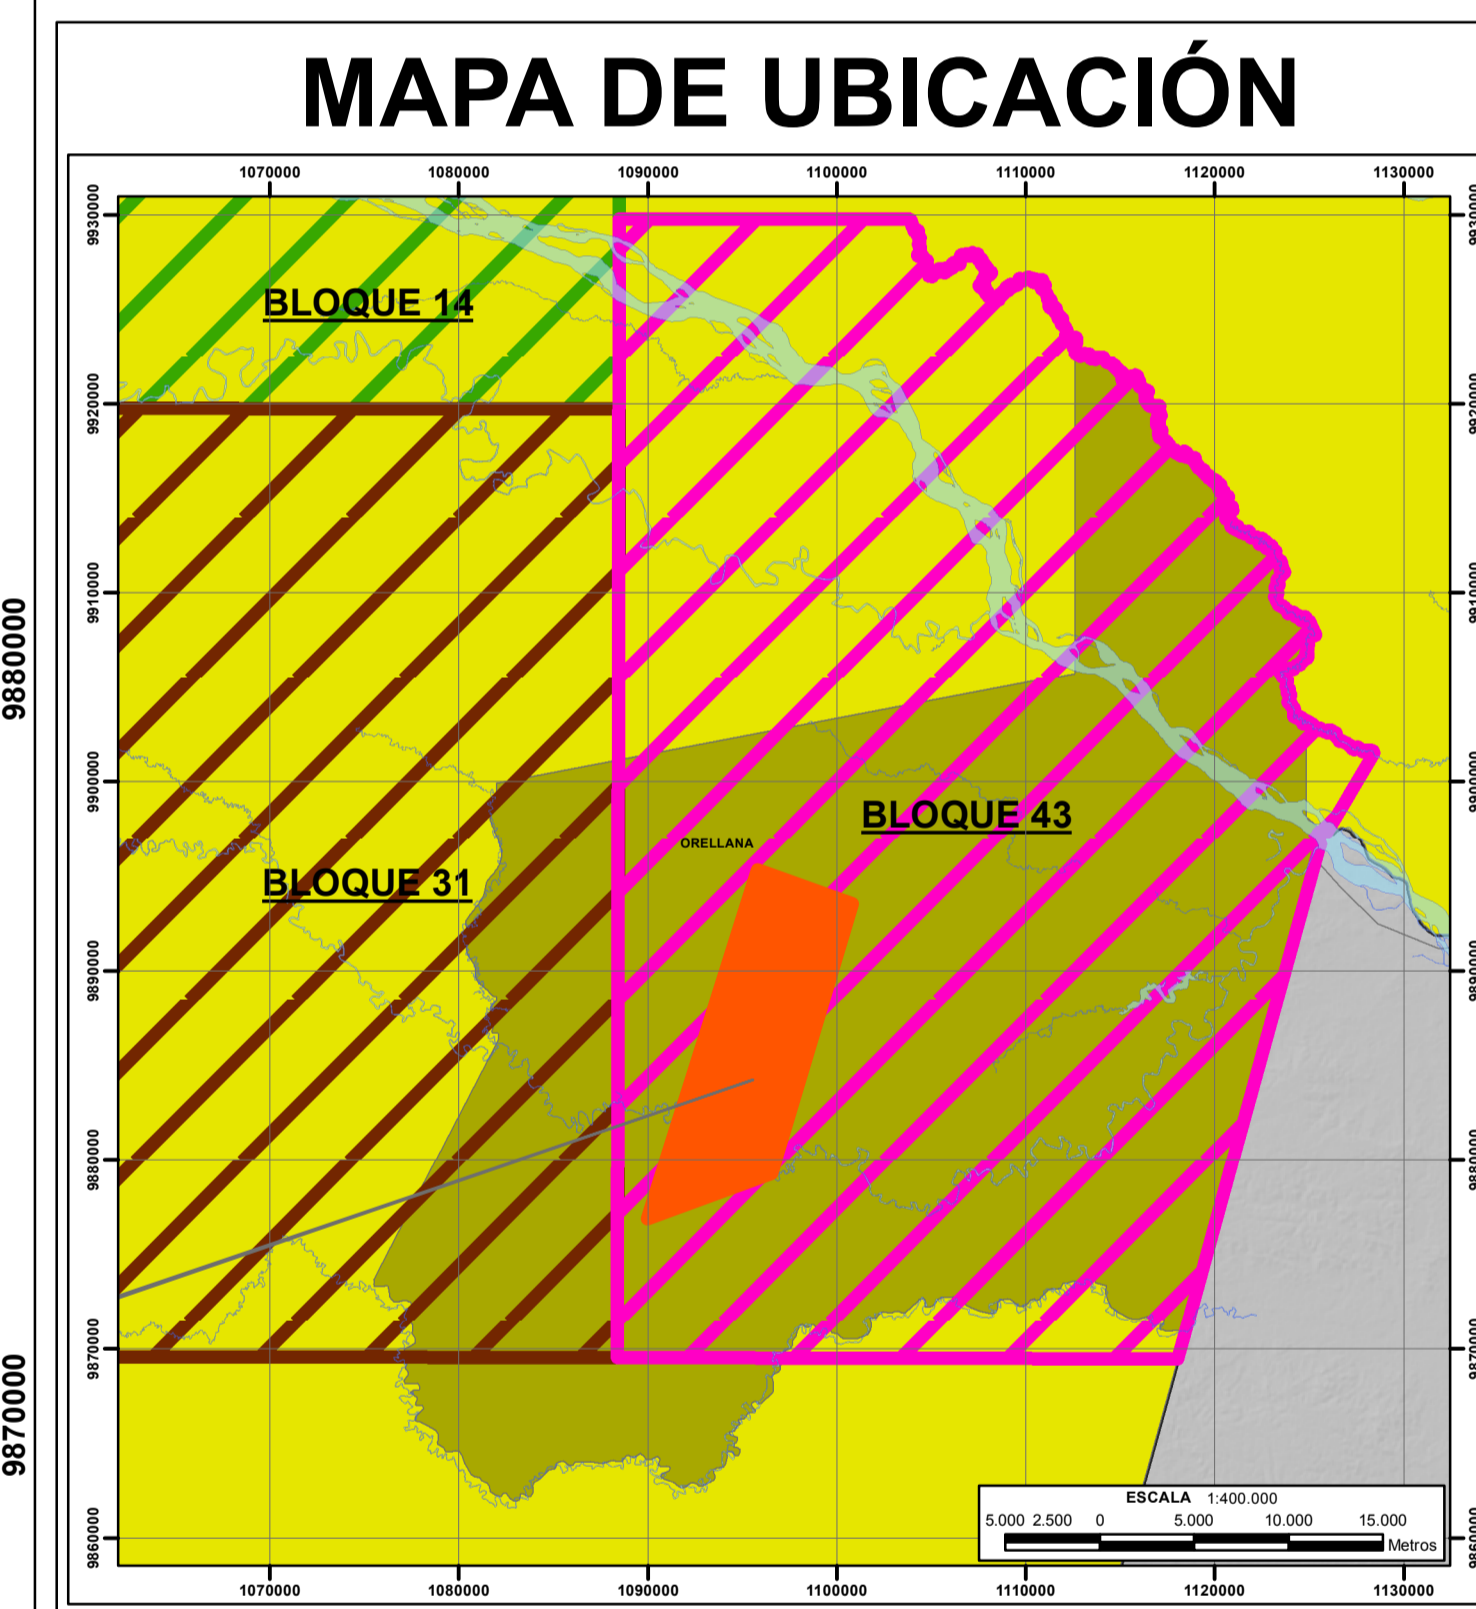 MAPA DE UBICACIÓN
1070000 1080000 1090000 1100000 1110000 1120000 1130000
9930000
9920000
9910000
9900000
9890000
9880000
9870000
9860000
9880000
9870000
BLOQUE 14
BLOQUE 43
ORELLANA
BLOQUE 31
ESCALA 1:400.000
5.000 2.500 0 5.000 10.000 15.000
Metros
1070000 1080000 1090000 1100000 1110000 1120000 1130000